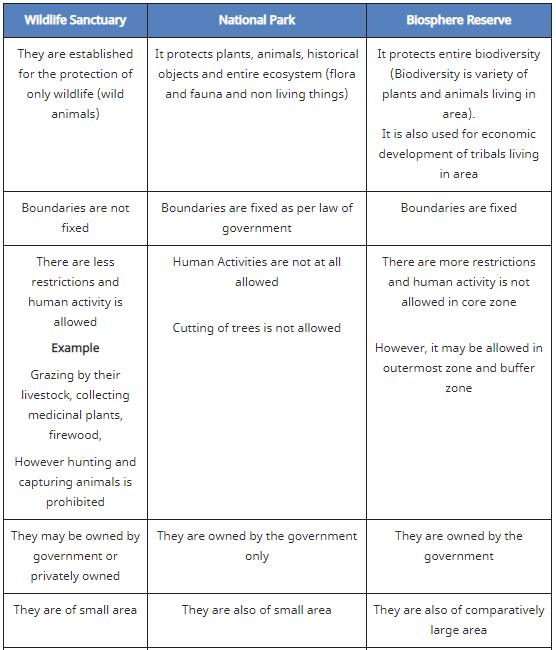 Wildlife Sanctuary
National Park
Biosphere Reserve
They are established
for the protection of
only wildlife (wild
animals)
It protects plants, animals, historical
objects and entire ecosystem (flora
and fauna and non living things)
It protects entire biodiversity
(Biodiversity is variety of
plants and animals living in
area).
It is also used for economic
development of tribals living
in area
Boundaries are not
fixed
Boundaries are fixed as per law of
government
Boundaries are fixed
There are less
restrictions and
human activity is
allowed
Example
Grazing by their
livestock, collecting
medicinal plants,
firewood,
However hunting and
capturing animals is
prohibited
Human Activities are not at all
allowed
Cutting of trees is not allowed
There are more restrictions
and human activity is not
allowed in core zone
However, it may be allowed in
outermost zone and buffer
zone
They may be owned by
government or
privately owned
They are owned by the government
only
They are owned by the
government
They are of small area
They are also of small area
They are also of comparatively
large area